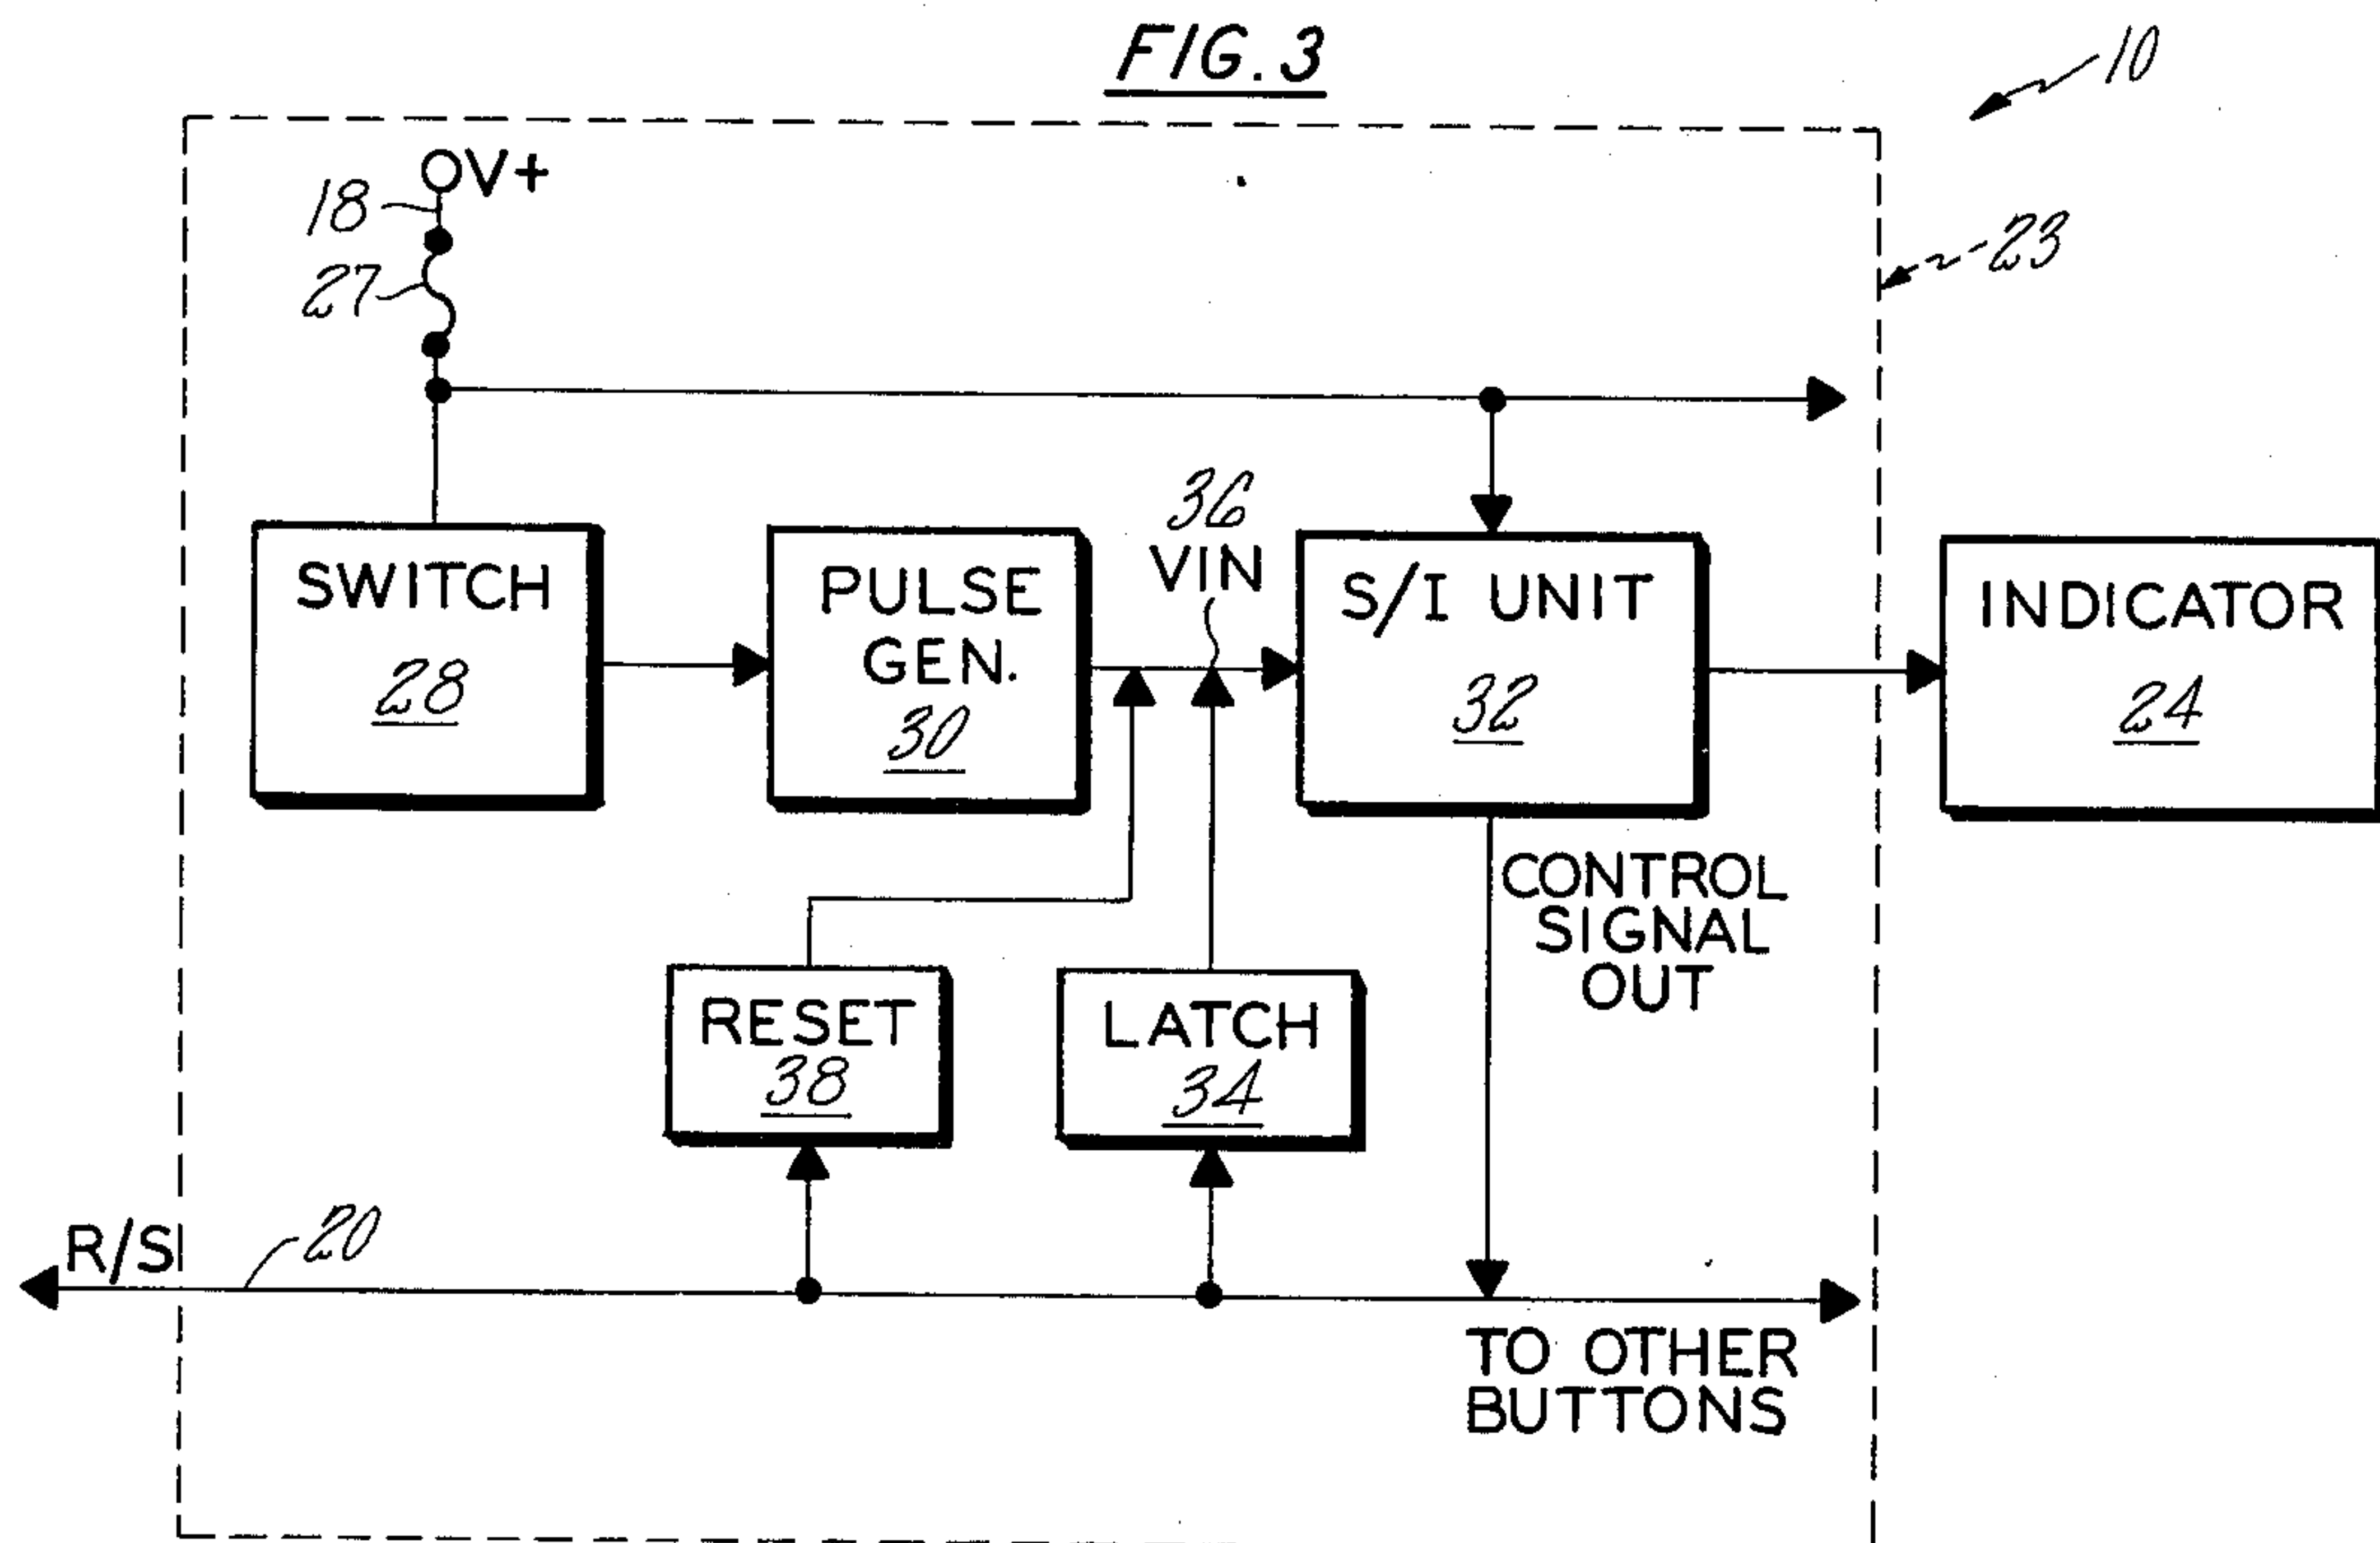 FIG. 3
10
V+
18
27
23
36
VIN
SWITCH
28
PULSE
GEN.
30
S/I UNIT
32
INDICATOR
24
CONTROL
SIGNAL
OUT
RESET
38
LATCH
34
R/S
20
TO OTHER
BUTTONS